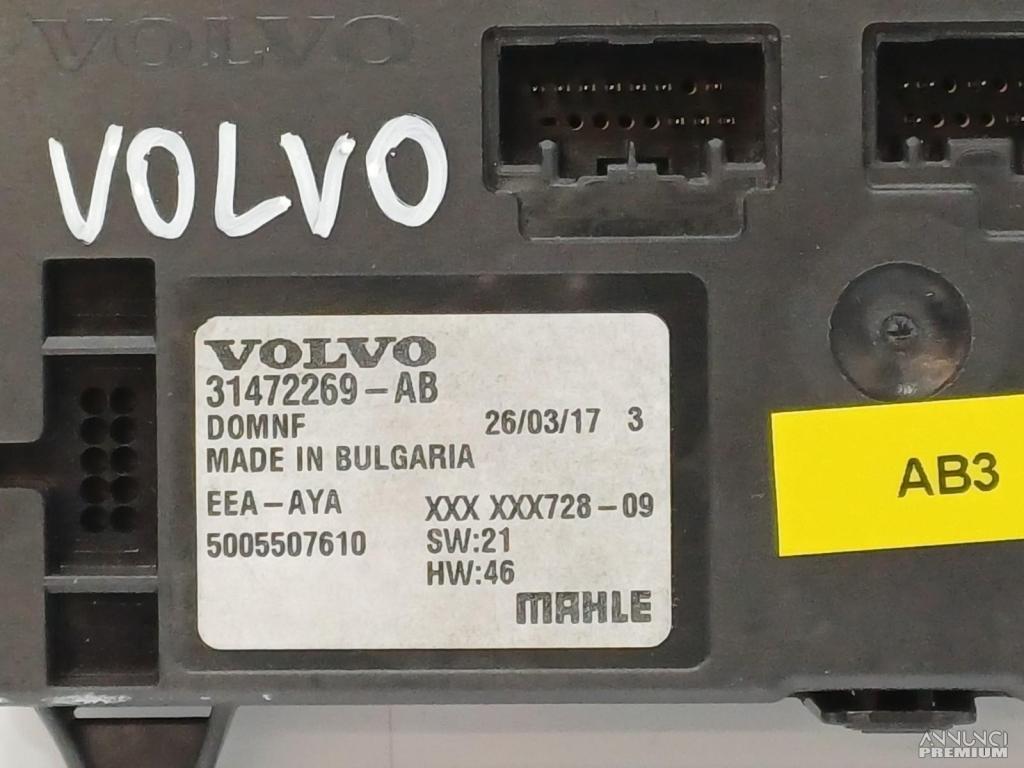 VOLVO
VOLVO
VOLVO
31472269-AB
DOMNF 26/03/17 3
MADE IN BULGARIA
EEA-AYA XXX XXX728-09
5005507610 SW:21
HW:46
MAHLE
AB3
ANNUNCI
PREMIUM